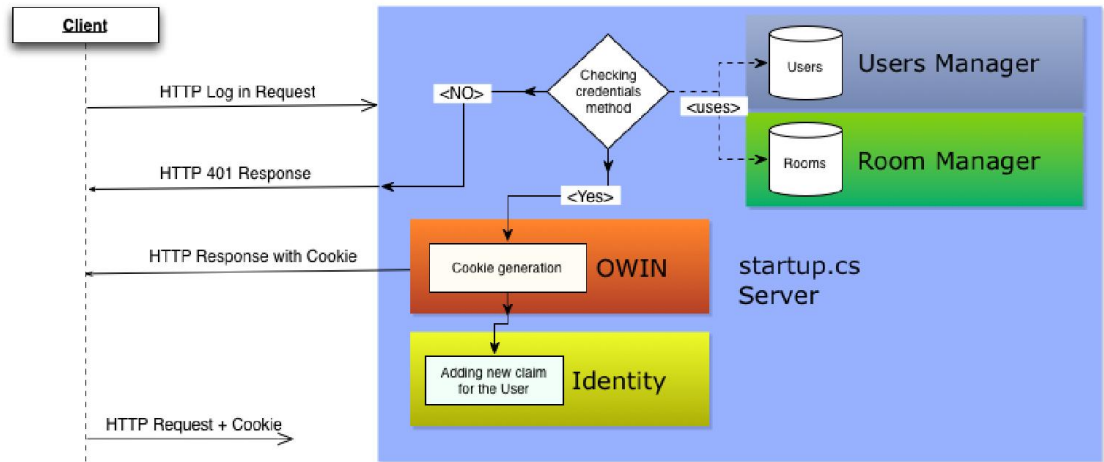 Client
HTTP Log in Request
HTTP 401 Response
HTTP Response with Cookie
HTTP Request + Cookie
Checking
credentials
method
<NO>
<uses>
<Yes>
Users
Users Manager
Rooms
Room Manager
Cookie generation
OWIN
startup.cs
Server
Adding new claim
for the User
Identity